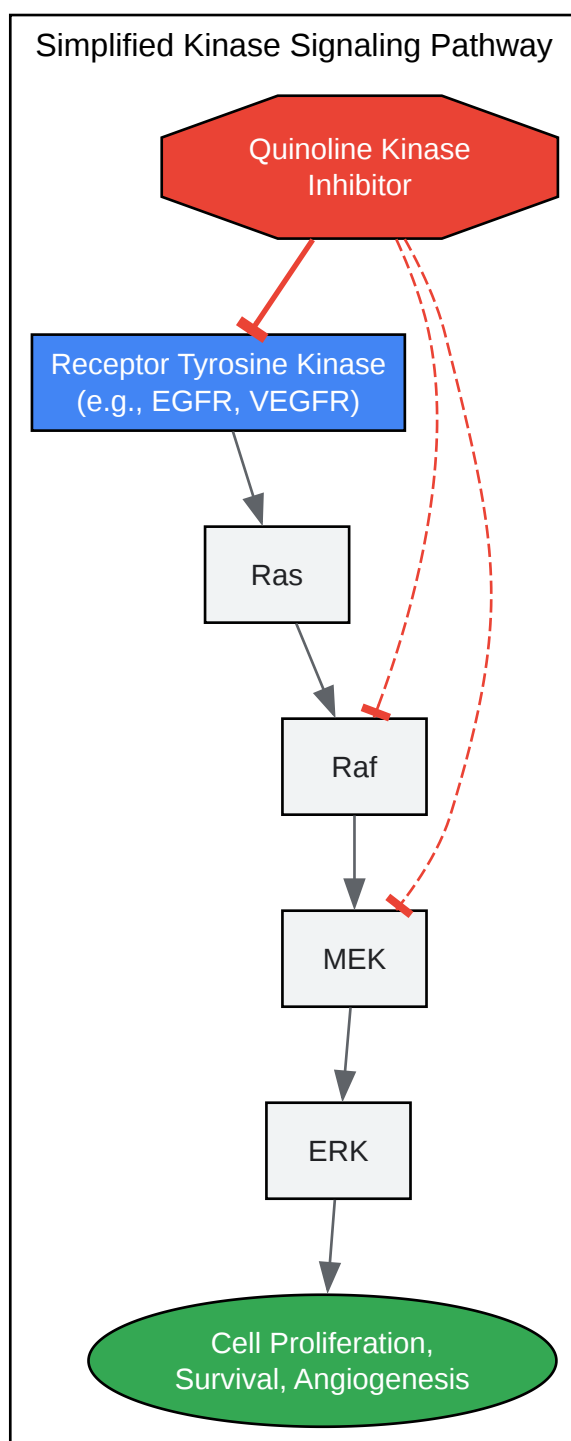 Simplified Kinase Signaling Pathway
Quinoline Kinase
Inhibitor
Receptor Tyrosine Kinase
(e.g., EGFR, VEGFR)
Ras
Raf
MEK
ERK
Cell Proliferation,
Survival, Angiogenesis